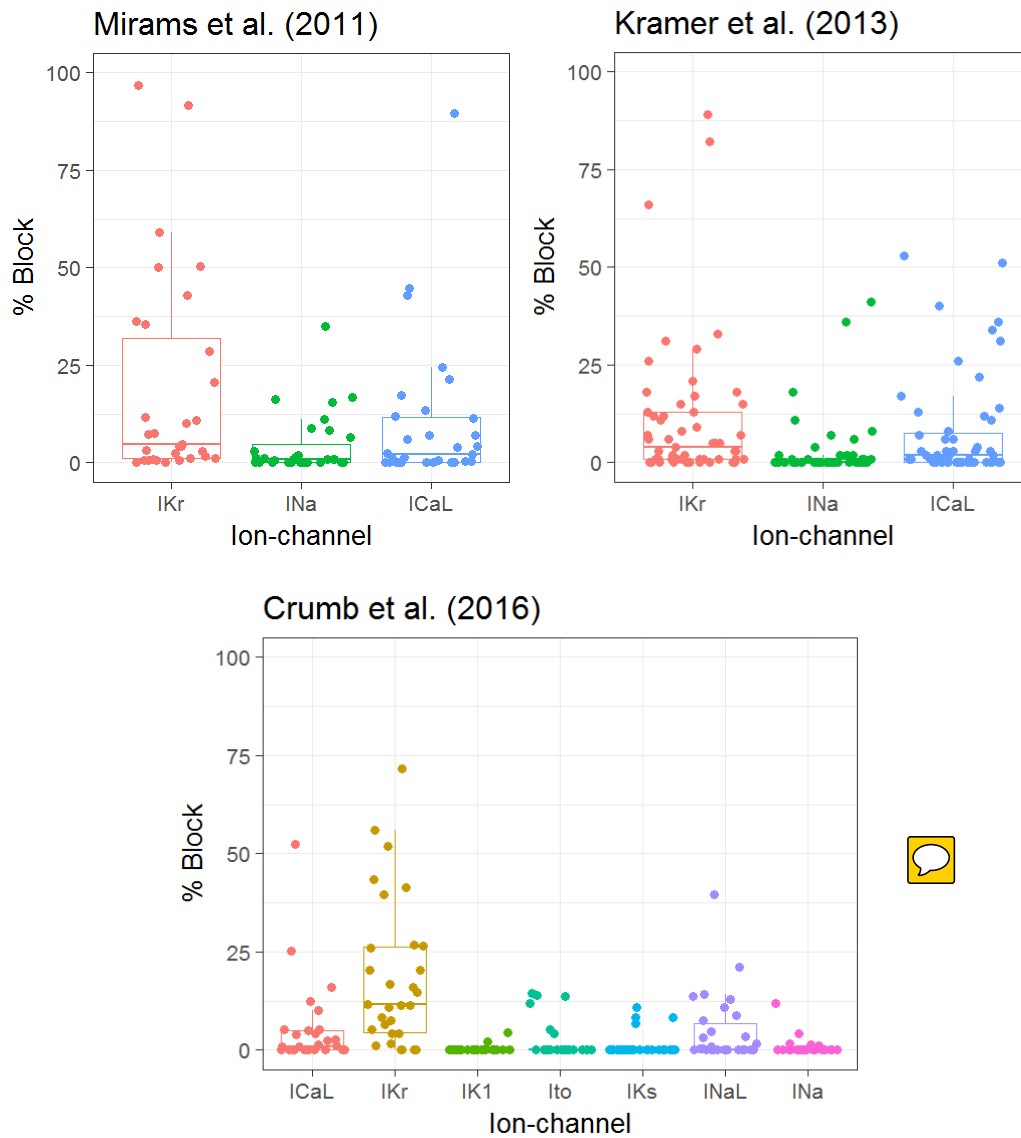 Mirams et al. (2011)
100
75
50
25
0
% Block
IKr INa ICaL
Ion-channel
Kramer et al. (2013)
100
75
50
25
0
% Block
IKr INa ICaL
Ion-channel
Crumb et al. (2016)
100
75
50
25
0
% Block
ICaL IKr IK1 Ito IKs INaL INa
Ion-channel